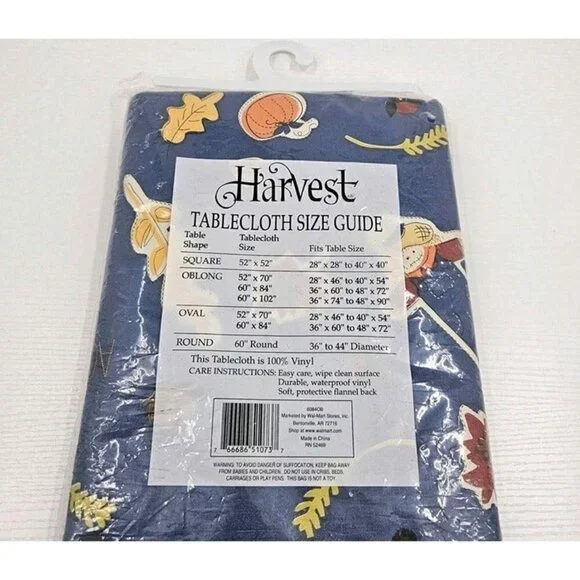 Harvest
TABLECLOTH SIZE GUIDE
Table Shape Tablecloth Size Fits Table Size
SQUARE 52" x 52" 28" x 28" to 40" x 40"
OBLONG 52" x 70" 28" x 46" to 40" x 54"
60" x 84" 36" x 60" to 48" x 72"
60" x 102" 36" x 74" to 48" x 90"
OVAL 52" x 70" 28" x 46" to 40" x 54"
60" x 84" 36" x 60" to 48" x 72"
ROUND 60" Round 36" to 44" Diameter
This Tablecloth is 100% Vinyl
CARE INSTRUCTIONS: Easy care, wipe clean surface
Durable, waterproof vinyl
Soft, protective flannel back
Marketed by Wal-Mart Stores, Inc.
Bentonville, AR 72716
Shop at www.walmart.com
Made in China
RN 52469
7 66686 51073 7
WARNING: TO AVOID DANGER OF SUFFOCATION, KEEP BAG AWAY
FROM BABIES AND CHILDREN. DO NOT USE IN CRIBS, BEDS,
CARRIAGES OR PLAY PENS. THIS BAG IS NOT A TOY.